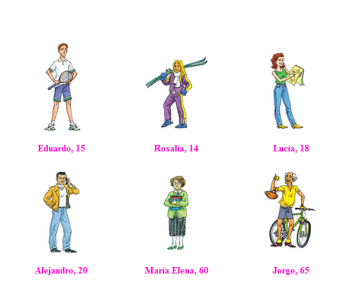 Eduardo, 15
Rosalía, 14
Lucía, 18
Alejandro, 20
María Elena, 60
Jorge, 65